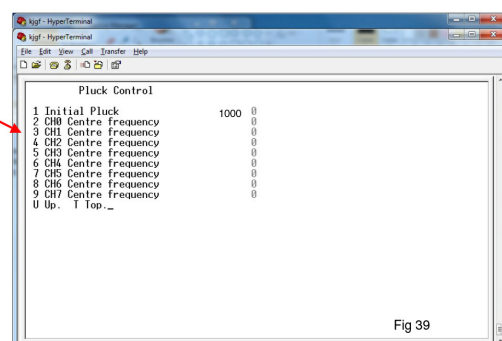 kjgf - HyperTerminal
kjgf - HyperTerminal
File Edit View Call Transfer Help
Pluck Control
1 Initial Pluck 1000 0
2 CH0 Centre frequency 0
3 CH1 Centre frequency 0
4 CH2 Centre frequency 0
5 CH3 Centre frequency 0
6 CH4 Centre frequency 0
7 CH5 Centre frequency 0
8 CH6 Centre frequency 0
9 CH7 Centre frequency 0
U Up. T Top._
Fig 39